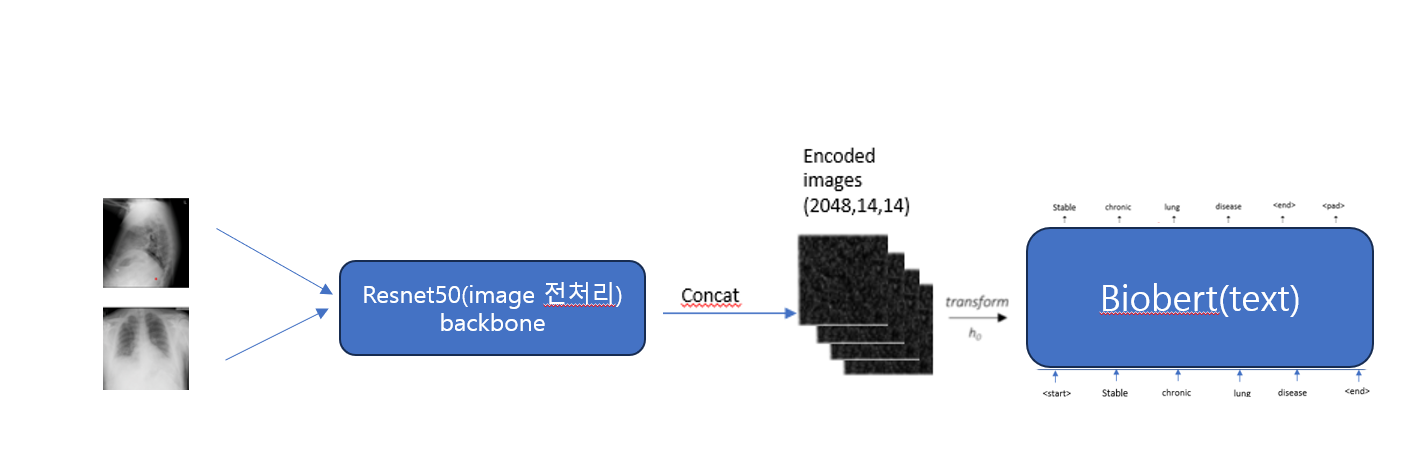 Resnet50(image 전처리)
backbone
Concat
Encoded
images
(2048,14,14)
transform
h0
Stable chronic lung disease <end> <pad>
Biobert(text)
<start> Stable chronic lung disease <end>